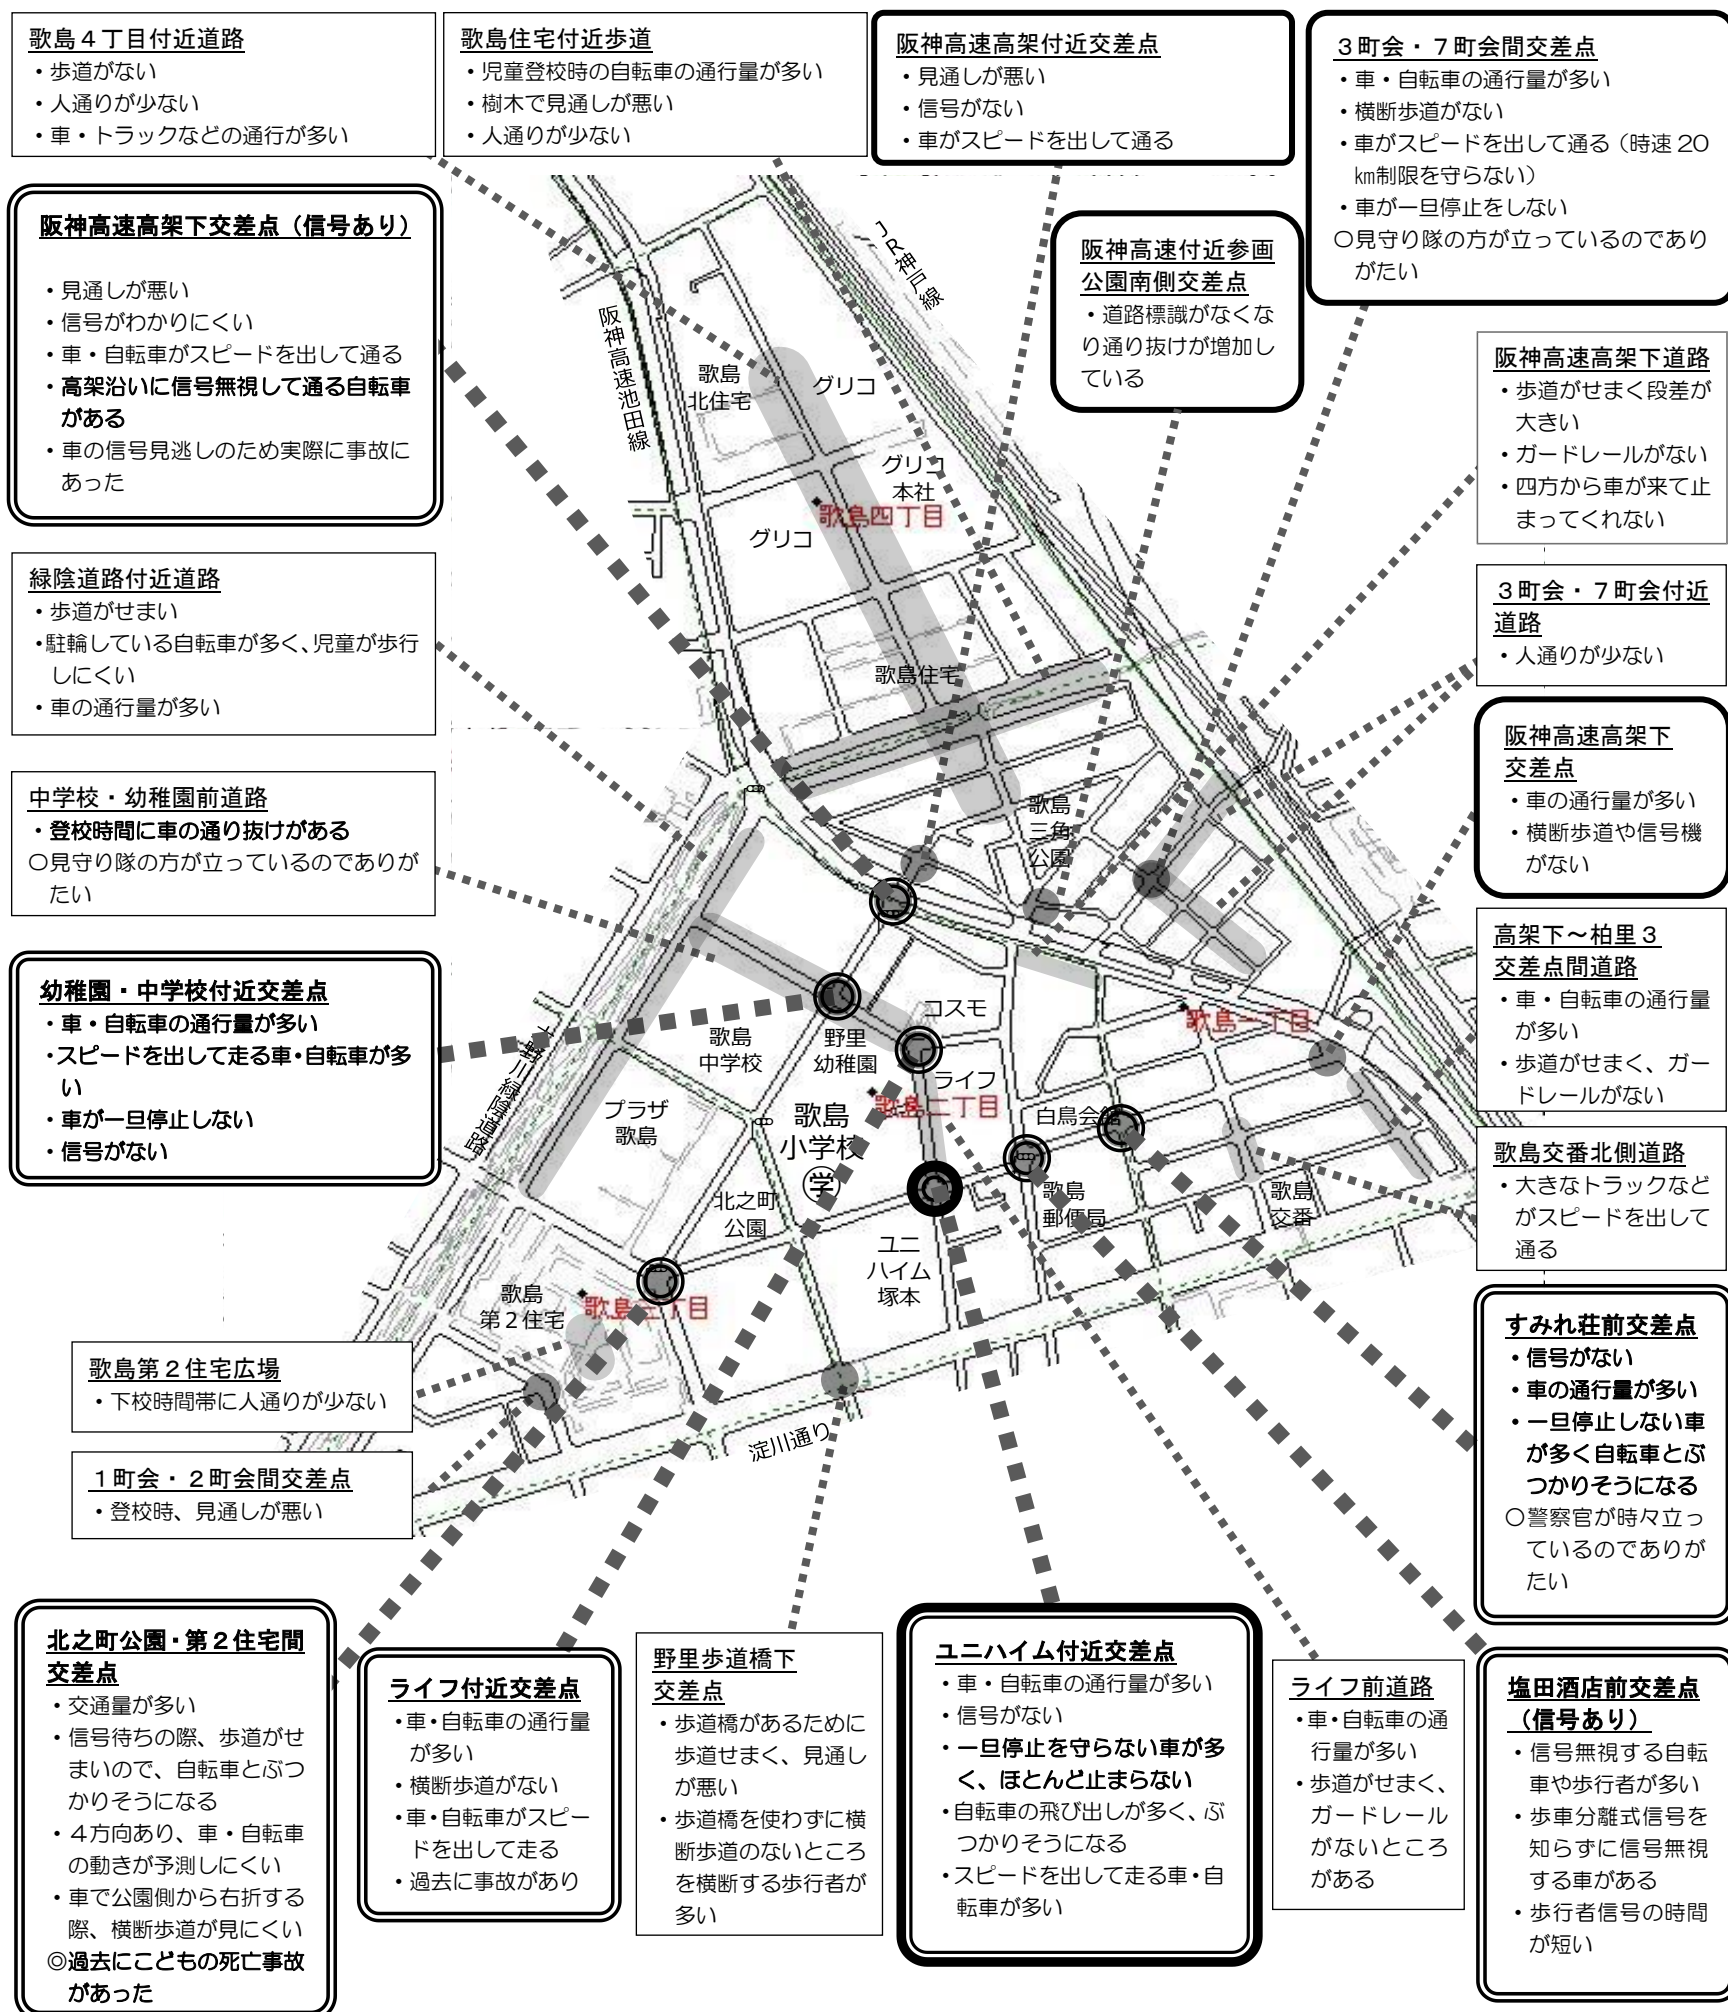 歌島４丁目付近道路
・歩道がない
・人通りが少ない
・車・トラックなどの通行が多い
歌島住宅付近歩道
・児童登校時の自転車の通行量が多い
・樹木で見通しが悪い
・人通りが少ない
阪神高速高架付近交差点
・見通しが悪い
・信号がない
・車がスピードを出して通る
３町会・７町会間交差点
・車・自転車の通行量が多い
・横断歩道がない
・車がスピードを出して通る（時速 20
㎞制限を守らない）
・車が一旦停止をしない
○見守り隊の方が立っているのであり
がたい
阪神高速高架下交差点（信号あり）
・見通しが悪い
・信号がわかりにくい
・車・自転車がスピードを出して通る
・高架沿いに信号無視して通る自転車
がある
・車の信号見逃しのため実際に事故に
あった
阪神高速付近参画
公園南側交差点
・道路標識がなくな
り通り抜けが増加し
ている
阪神高速高架下道路
・歩道がせまく段差が
大きい
・ガードレールがない
・四方から車が来て止
まってくれない
緑陰道路付近道路
・歩道がせまい
・駐輪している自転車が多く、児童が歩行
しにくい
・車の通行量が多い
３町会・７町会付近
道路
・人通りが少ない
阪神高速高架下
交差点
・車の通行量が多い
・横断歩道や信号機
がない
中学校・幼稚園前道路
・登校時間に車の通り抜けがある
○見守り隊の方が立っているのでありが
たい
高架下～柏里３
交差点間道路
・車・自転車の通行量
が多い
・歩道がせまく、ガー
ドレールがない
幼稚園・中学校付近交差点
・車・自転車の通行量が多い
・スピードを出して走る車・自転車が多
い
・車が一旦停止しない
・信号がない
歌島交番北側道路
・大きなトラックなど
がスピードを出して
通る
すみれ荘前交差点
・信号がない
・車の通行量が多い
・一旦停止しない車
が多く自転車とぶ
つかりそうになる
○警察官が時々立っ
ているのでありが
たい
歌島第２住宅広場
・下校時間帯に人通りが少ない
１町会・２町会間交差点
・登校時、見通しが悪い
北之町公園・第２住宅間
交差点
・交通量が多い
・信号待ちの際、歩道がせ
まいので、自転車とぶつ
かりそうになる
・４方向あり、車・自転車
の動きが予測しにくい
・車で公園側から右折する
際、横断歩道が見にくい
◎過去にこどもの死亡事故
があった
ライフ付近交差点
・車・自転車の通行量
が多い
・横断歩道がない
・車・自転車がスピー
ドを出して走る
・過去に事故があり
野里歩道橋下
交差点
・歩道橋があるために
歩道せまく、見通し
が悪い
・歩道橋を使わずに横
断歩道のないところ
を横断する歩行者が
多い
ユニハイム付近交差点
・車・自転車の通行量が多い
・信号がない
・一旦停止を守らない車が多
く、ほとんど止まらない
・自転車の飛び出しが多く、ぶ
つかりそうになる
・スピードを出して走る車・自
転車が多い
ライフ前道路
・車・自転車の通
行量が多い
・歩道がせまく、
ガードレール
がないところ
がある
塩田酒店前交差点
（信号あり）
・信号無視する自転
車や歩行者が多い
・歩車分離式信号を
知らずに信号無視
する車がある
・歩行者信号の時間
が短い
JR神戸線
阪神高速池田線
歌島
北住宅
グリコ
グリコ
本社
歌島四丁目
グリコ
歌島住宅
歌島
三角
公園
コスモ
歌島一丁目
歌島
中学校
野里
幼稚園
ライフ
歌島二丁目
白鳥会館
プラザ
歌島
歌島
小学校
学
大野川緑陰道路
北之町
公園
歌島
郵便局
歌島
交番
ユニ
ハイム
塚本
歌島
第２住宅
歌島三丁目
淀川通り